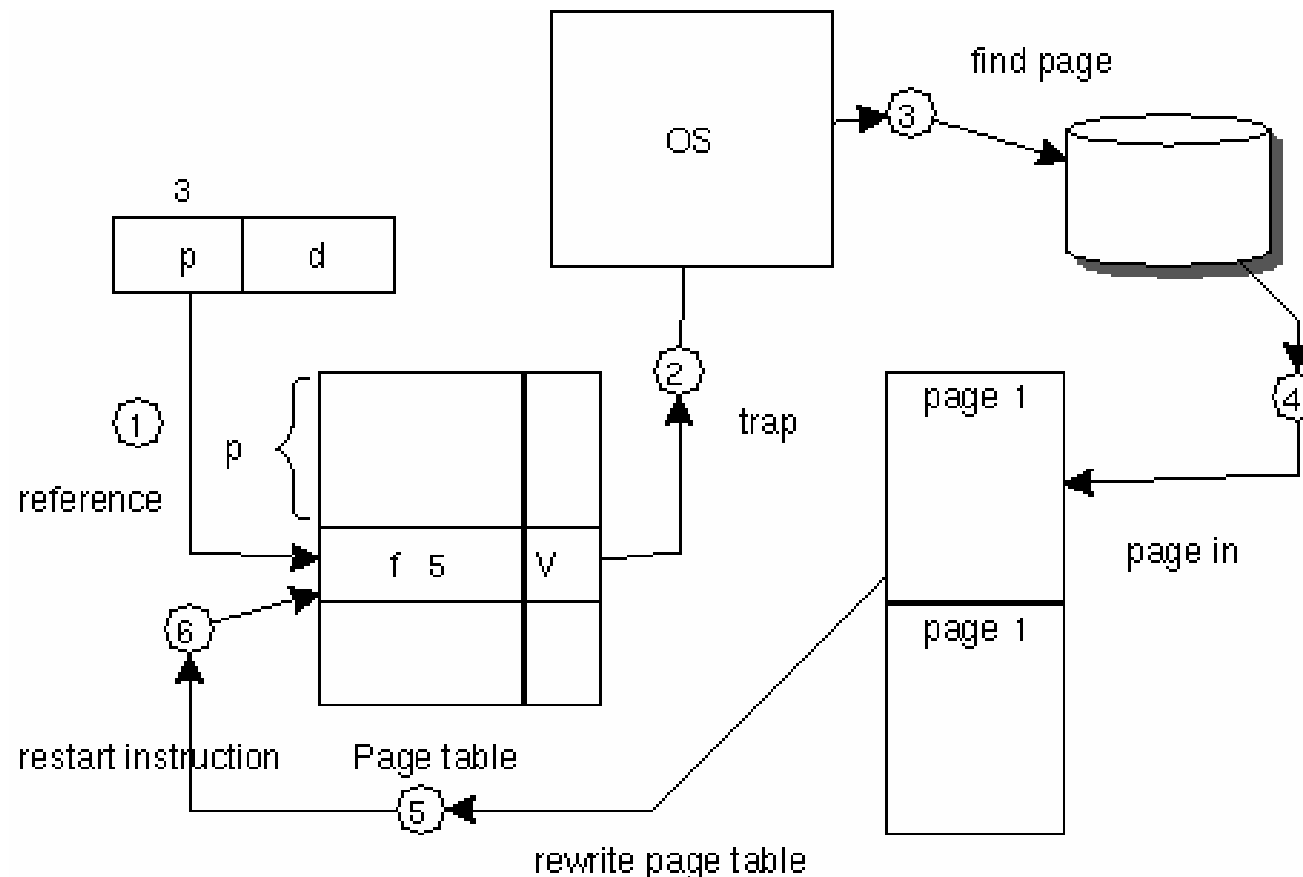 find page
OS
3
3
p
d
2
page 1
4
1
trap
p
reference
f 5
V
page in
6
page 1
restart instruction
Page table
5
rewrite page table